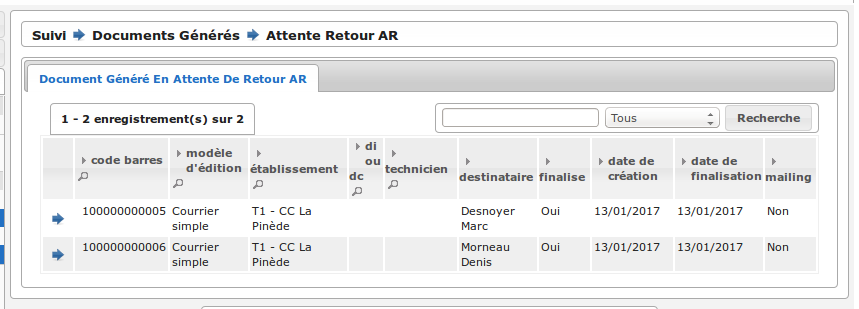 Suivi Documents Générés Attente Retour AR
Document Généré En Attente De Retour AR
1 - 2 enregistrement(s) sur 2
Tous
Recherche
code barres
modèle
d'édition
établissement
di
ou
dc
technicien
destinataire
finalise
date de
création
date de
finalisation
mailing
100000000005 Courrier T1 - CC La Desnoyer Oui 13/01/2017 13/01/2017 Non
simple Pinède Marc
100000000006 Courrier T1 - CC La Morneau Oui 13/01/2017 13/01/2017 Non
simple Pinède Denis